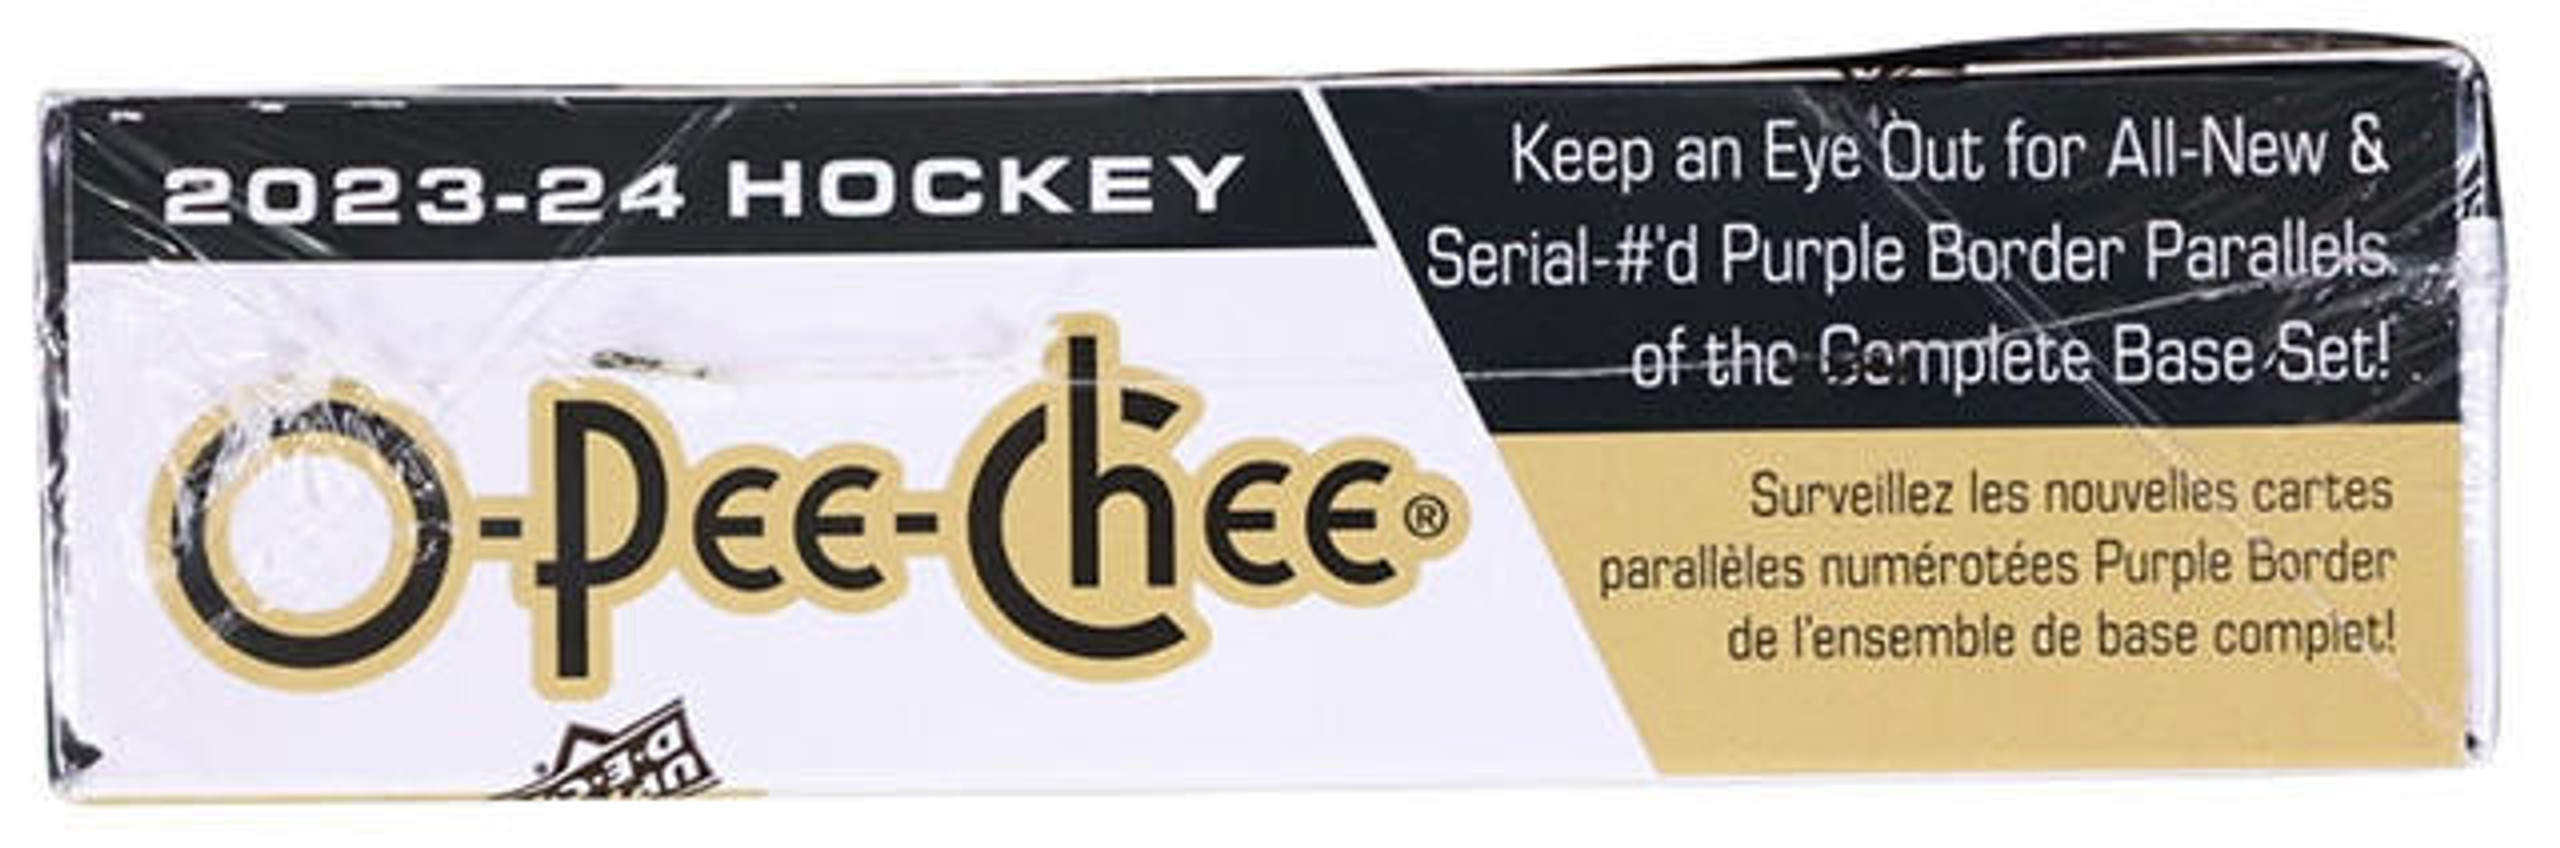 2023-24 HOCKEY
O-Pee-Chee®
Keep an Eye Out for All-New &
Serial-#'d Purple Border Parallels
of the Complete Base Set!
Surveillez les nouvelles cartes
parallèles numérotées Purple Border
de l'ensemble de base complet!